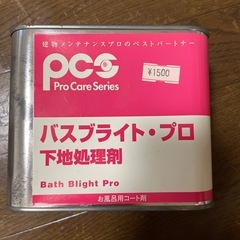 建物メンテナンスプロのベストパートナー
pcs
Pro Care Series
¥1500
バスブライト・プロ
下地処理剤
Bath Blight Pro
お風呂用コート剤